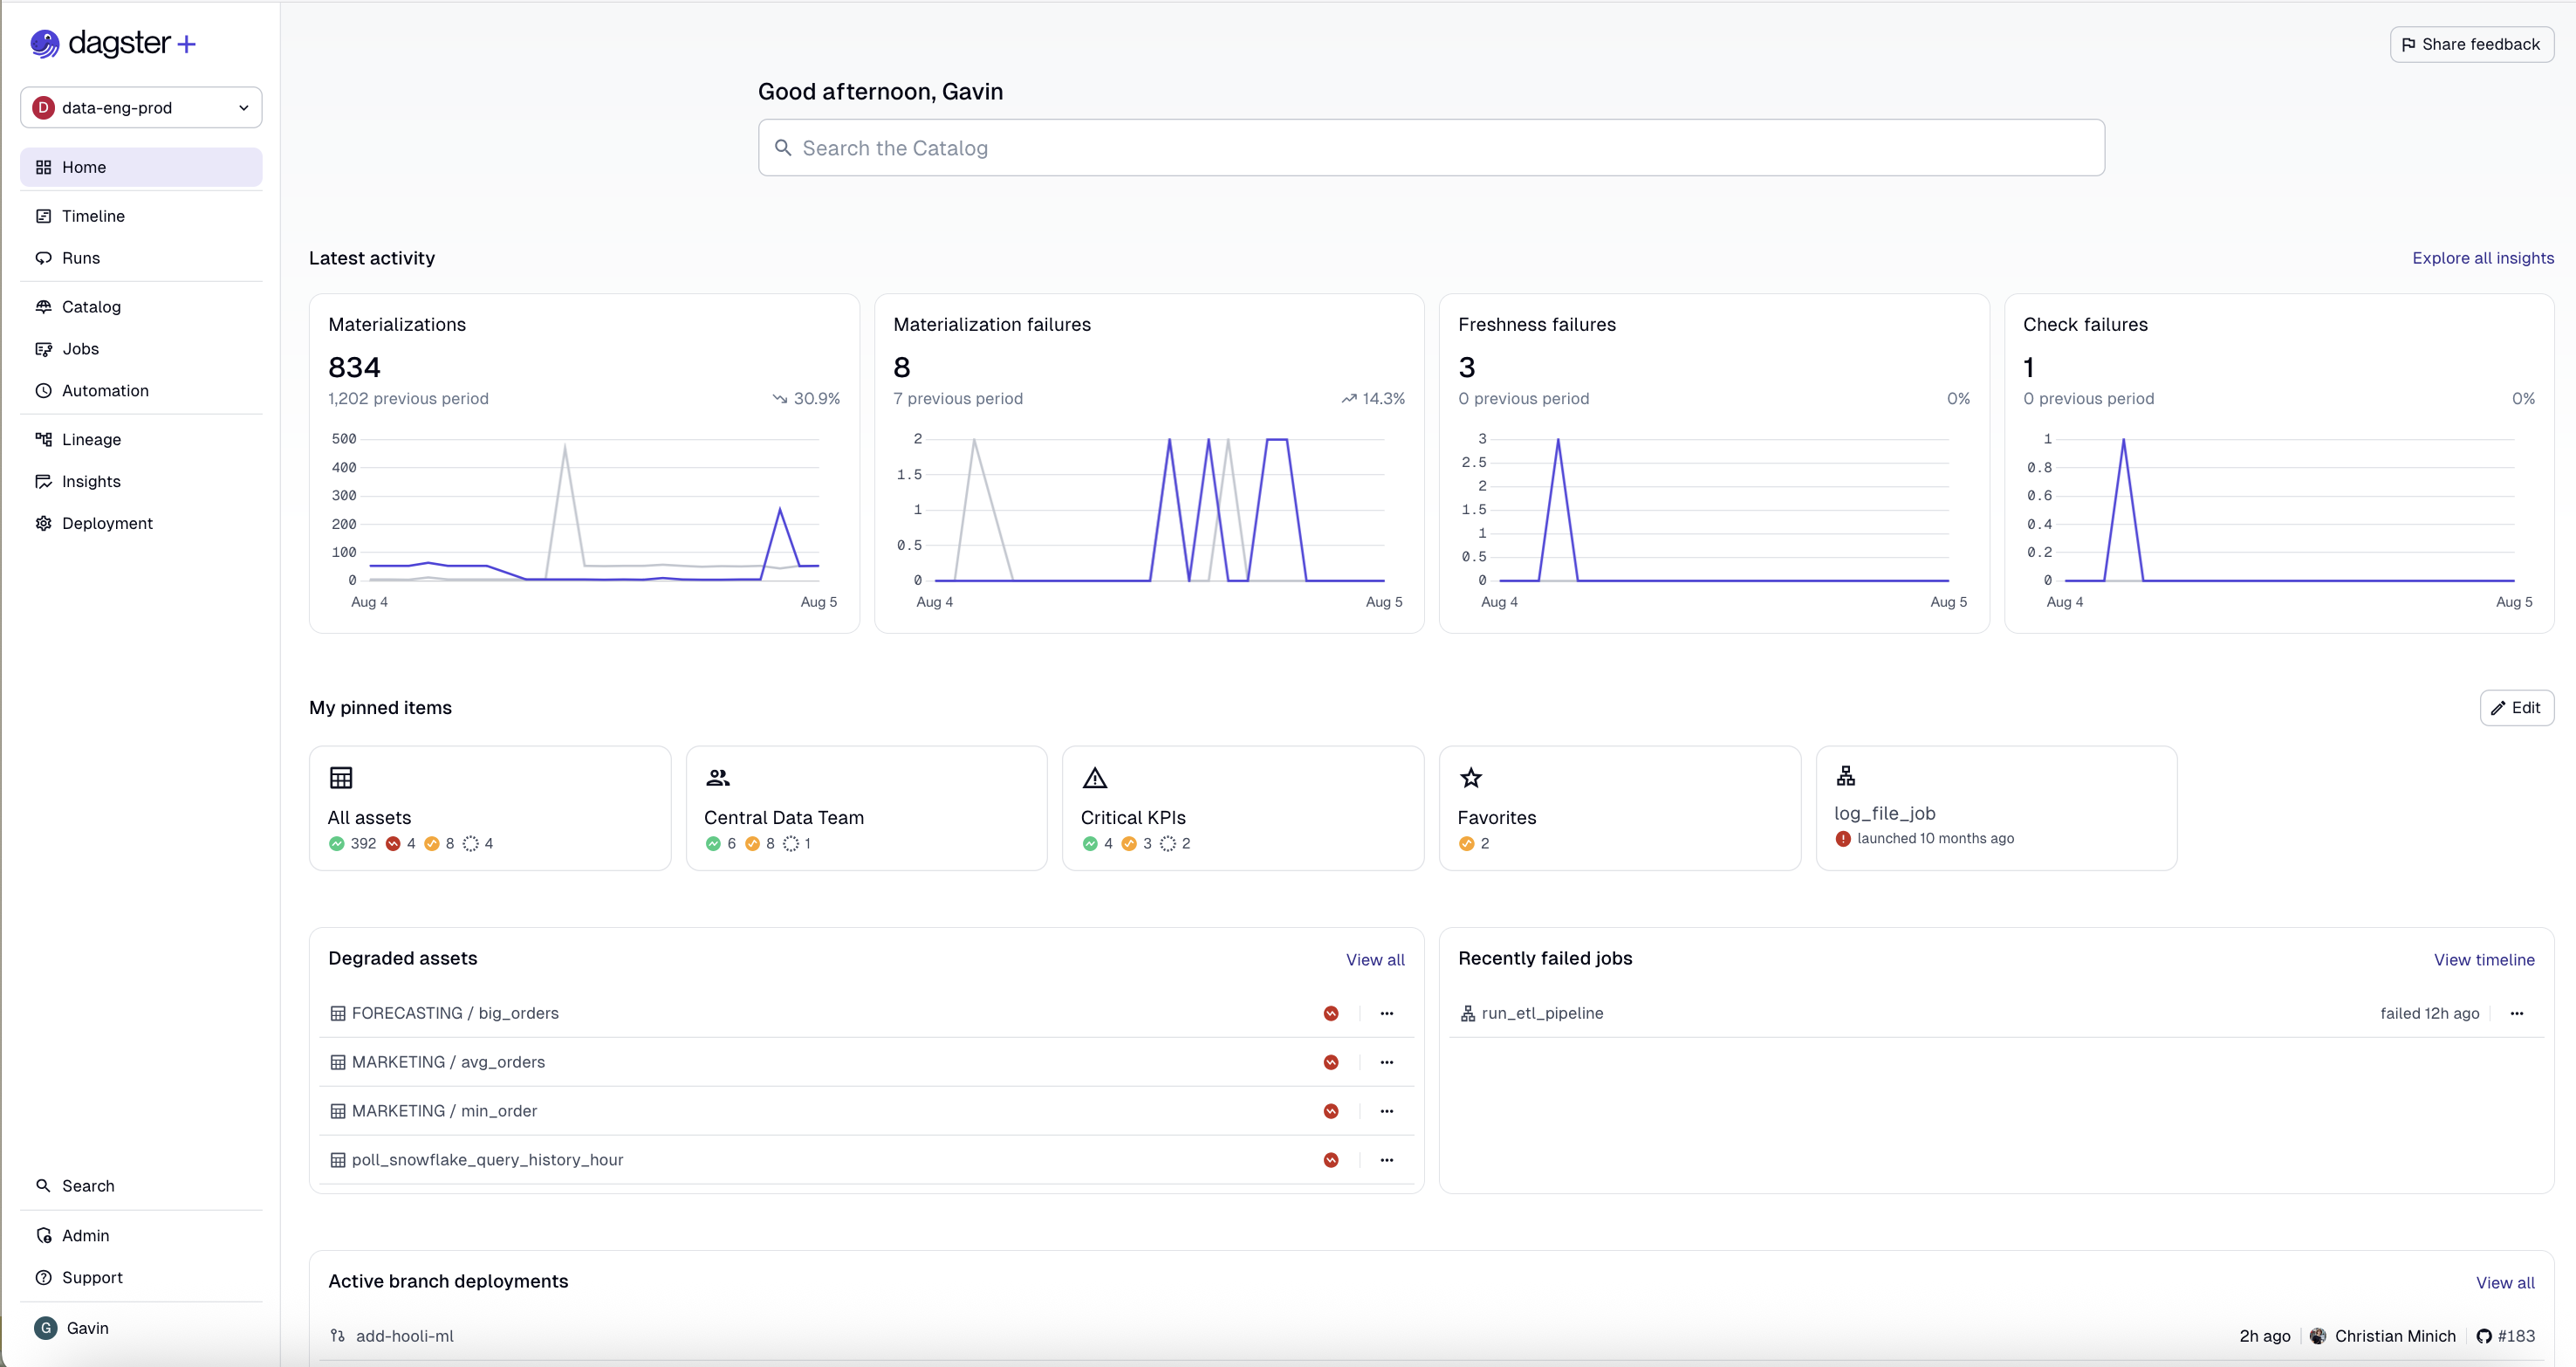 dagster+
Share feedback
D data-eng-prod
Good afternoon, Gavin
Search the Catalog
Home
Timeline
Runs
Catalog
Jobs
Automation
Lineage
Insights
Deployment
Search
Admin
Support
G Gavin
Latest activity
Explore all insights
Materializations
834
1,202 previous period 30.9%
500
400
300
200
100
0
Aug 4 Aug 5
Materialization failures
8
7 previous period 14.3%
2
1.5
1
0.5
0
Aug 4 Aug 5
Freshness failures
3
0 previous period 0%
3
2.5
2
1.5
1
0.5
0
Aug 4 Aug 5
Check failures
1
0 previous period 0%
1
0.8
0.6
0.4
0.2
0
Aug 4 Aug 5
My pinned items
Edit
All assets
392 4 8 4
Central Data Team
6 8 1
Critical KPIs
4 3 2
Favorites
2
log_file_job
launched 10 months ago
Degraded assets View all
FORECASTING / big_orders
MARKETING / avg_orders
MARKETING / min_order
poll_snowflake_query_history_hour
Recently failed jobs View timeline
run_etl_pipeline failed 12h ago
Active branch deployments View all
add-hooli-ml 2h ago Christian Minich #183